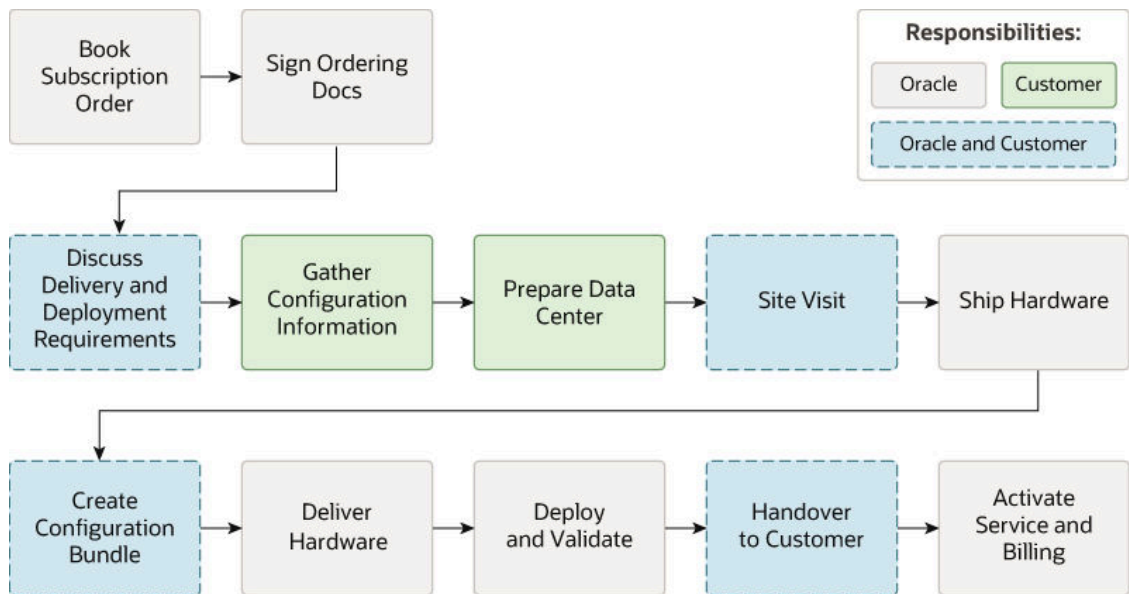 Book
Subscription
Order
Sign Ordering
Docs
Responsibilities:
Oracle
Customer
Oracle and Customer
Discuss
Delivery and
Deployment
Requirements
Gather
Configuration
Information
Prepare Data
Center
Site Visit
Ship Hardware
Create
Configuration
Bundle
Deliver
Hardware
Deploy
and Validate
Handover
to Customer
Activate
Service and
Billing